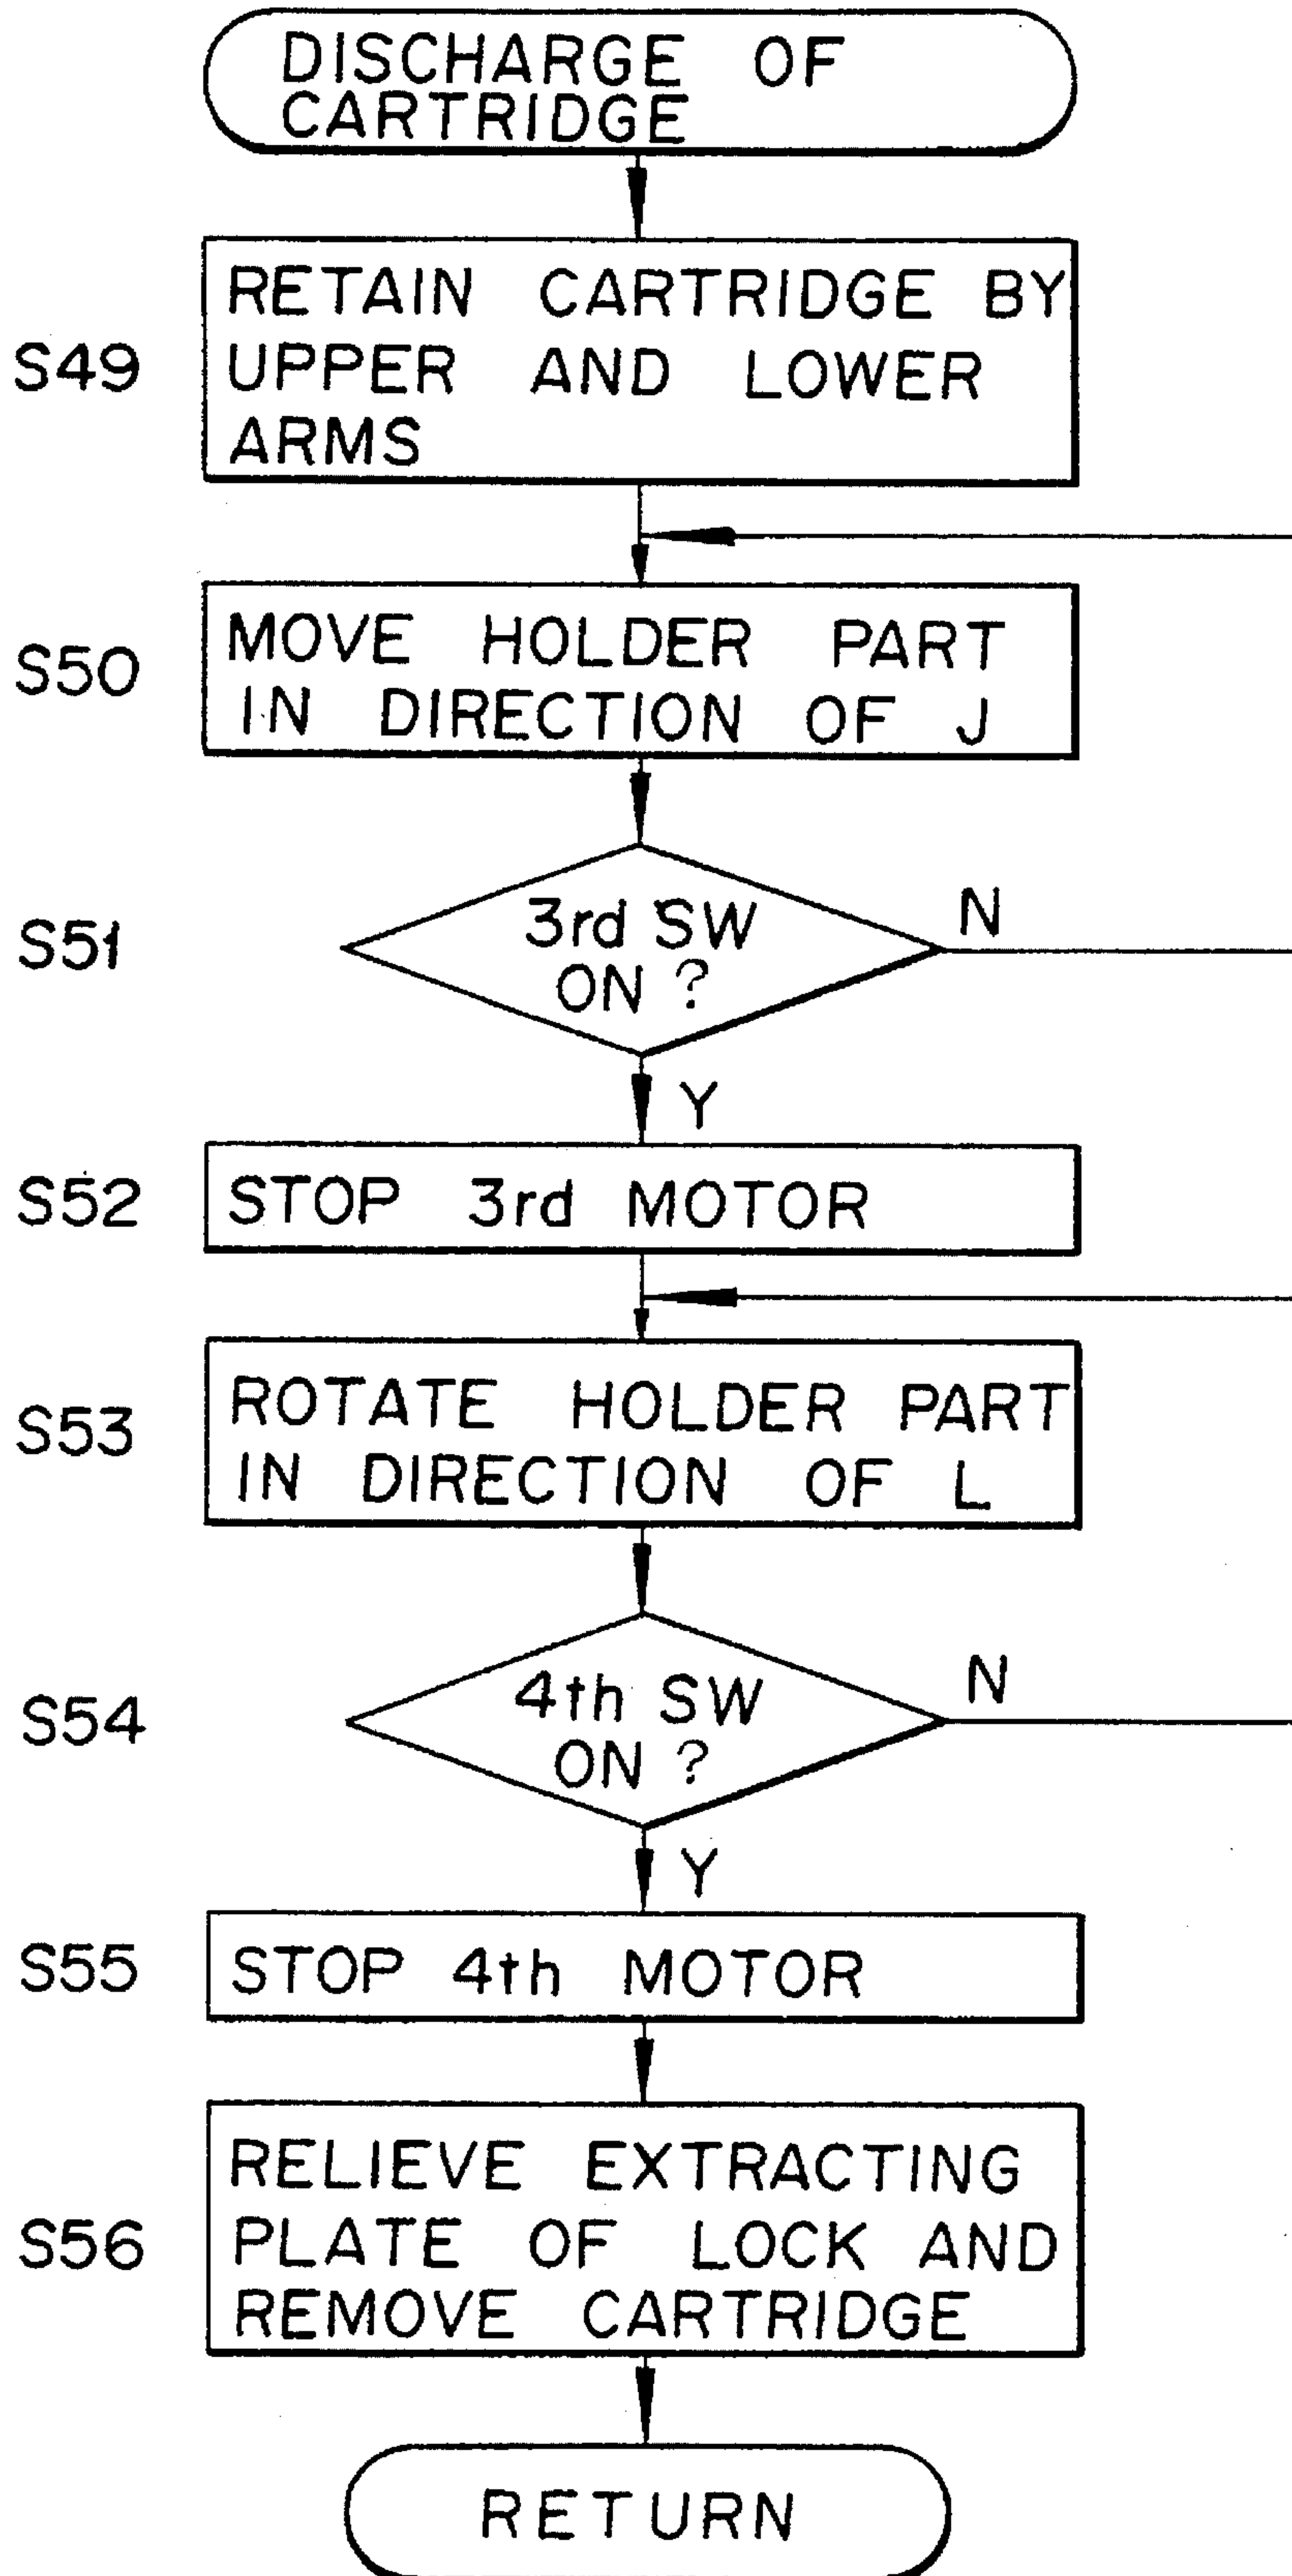 DISCHARGE OF
CARTRIDGE
S49
RETAIN CARTRIDGE BY
UPPER AND LOWER
ARMS
S50
MOVE HOLDER PART
IN DIRECTION OF J
S51
3rd SW
ON ?
N
Y
S52
STOP 3rd MOTOR
S53
ROTATE HOLDER PART
IN DIRECTION OF L
S54
4th SW
ON ?
N
Y
S55
STOP 4th MOTOR
S56
RELIEVE EXTRACTING
PLATE OF LOCK AND
REMOVE CARTRIDGE
RETURN